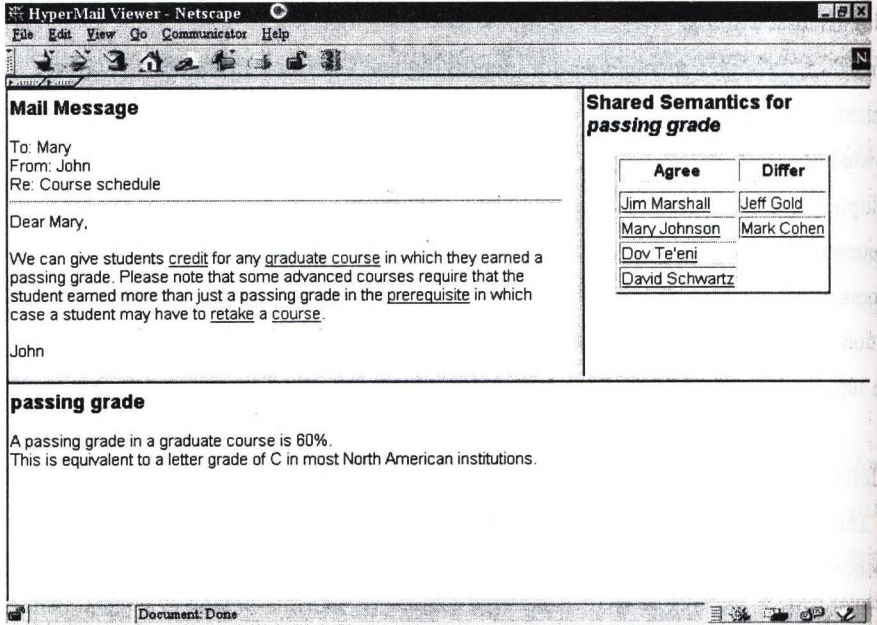 HyperMail Viewer - Netscape
File Edit View Go Communicator Help
N
Mail Message
To: Mary
From: John
Re: Course schedule
Dear Mary,
We can give students credit for any graduate course in which they earned a
passing grade. Please note that some advanced courses require that the
student earned more than just a passing grade in the prerequisite in which
case a student may have to retake a course.
John
Shared Semantics for
passing grade
Agree Differ
Jim Marshall Jeff Gold
Mary Johnson Mark Cohen
Dov Te'eni
David Schwartz
passing grade
A passing grade in a graduate course is 60%.
This is equivalent to a letter grade of C in most North American institutions.
Document: Done